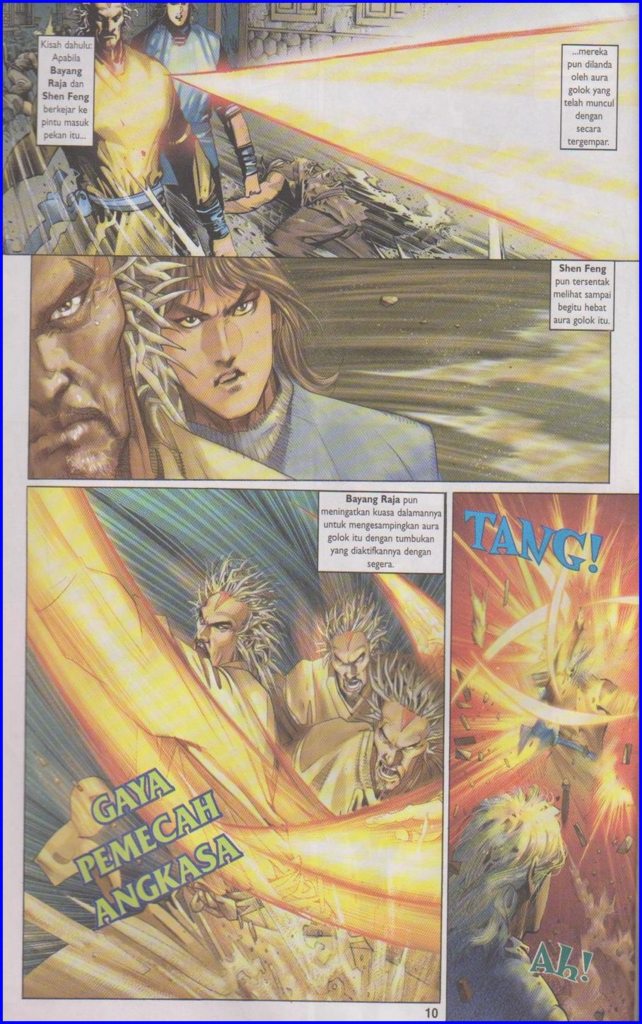 Kisah dahulu:
Apabila
Bayang
Raja dan
Shen Feng
berkejar ke
pintu masuk
pekan itu...
...mereka
pun dilanda
oleh aura
golok yang
telah muncul
dengan
secara
tergempar.
Shen Feng
pun tersentak
melihat sampai
begitu hebat
aura golok itu.
Bayang Raja pun
meningatkan kuasa dalamannya
untuk mengesampingkan aura
golok itu dengan tumbukan
yang diaktifkannya dengan
segera.
GAYA
PEMECAH
ANGKASA
TANG!
Ah!
10